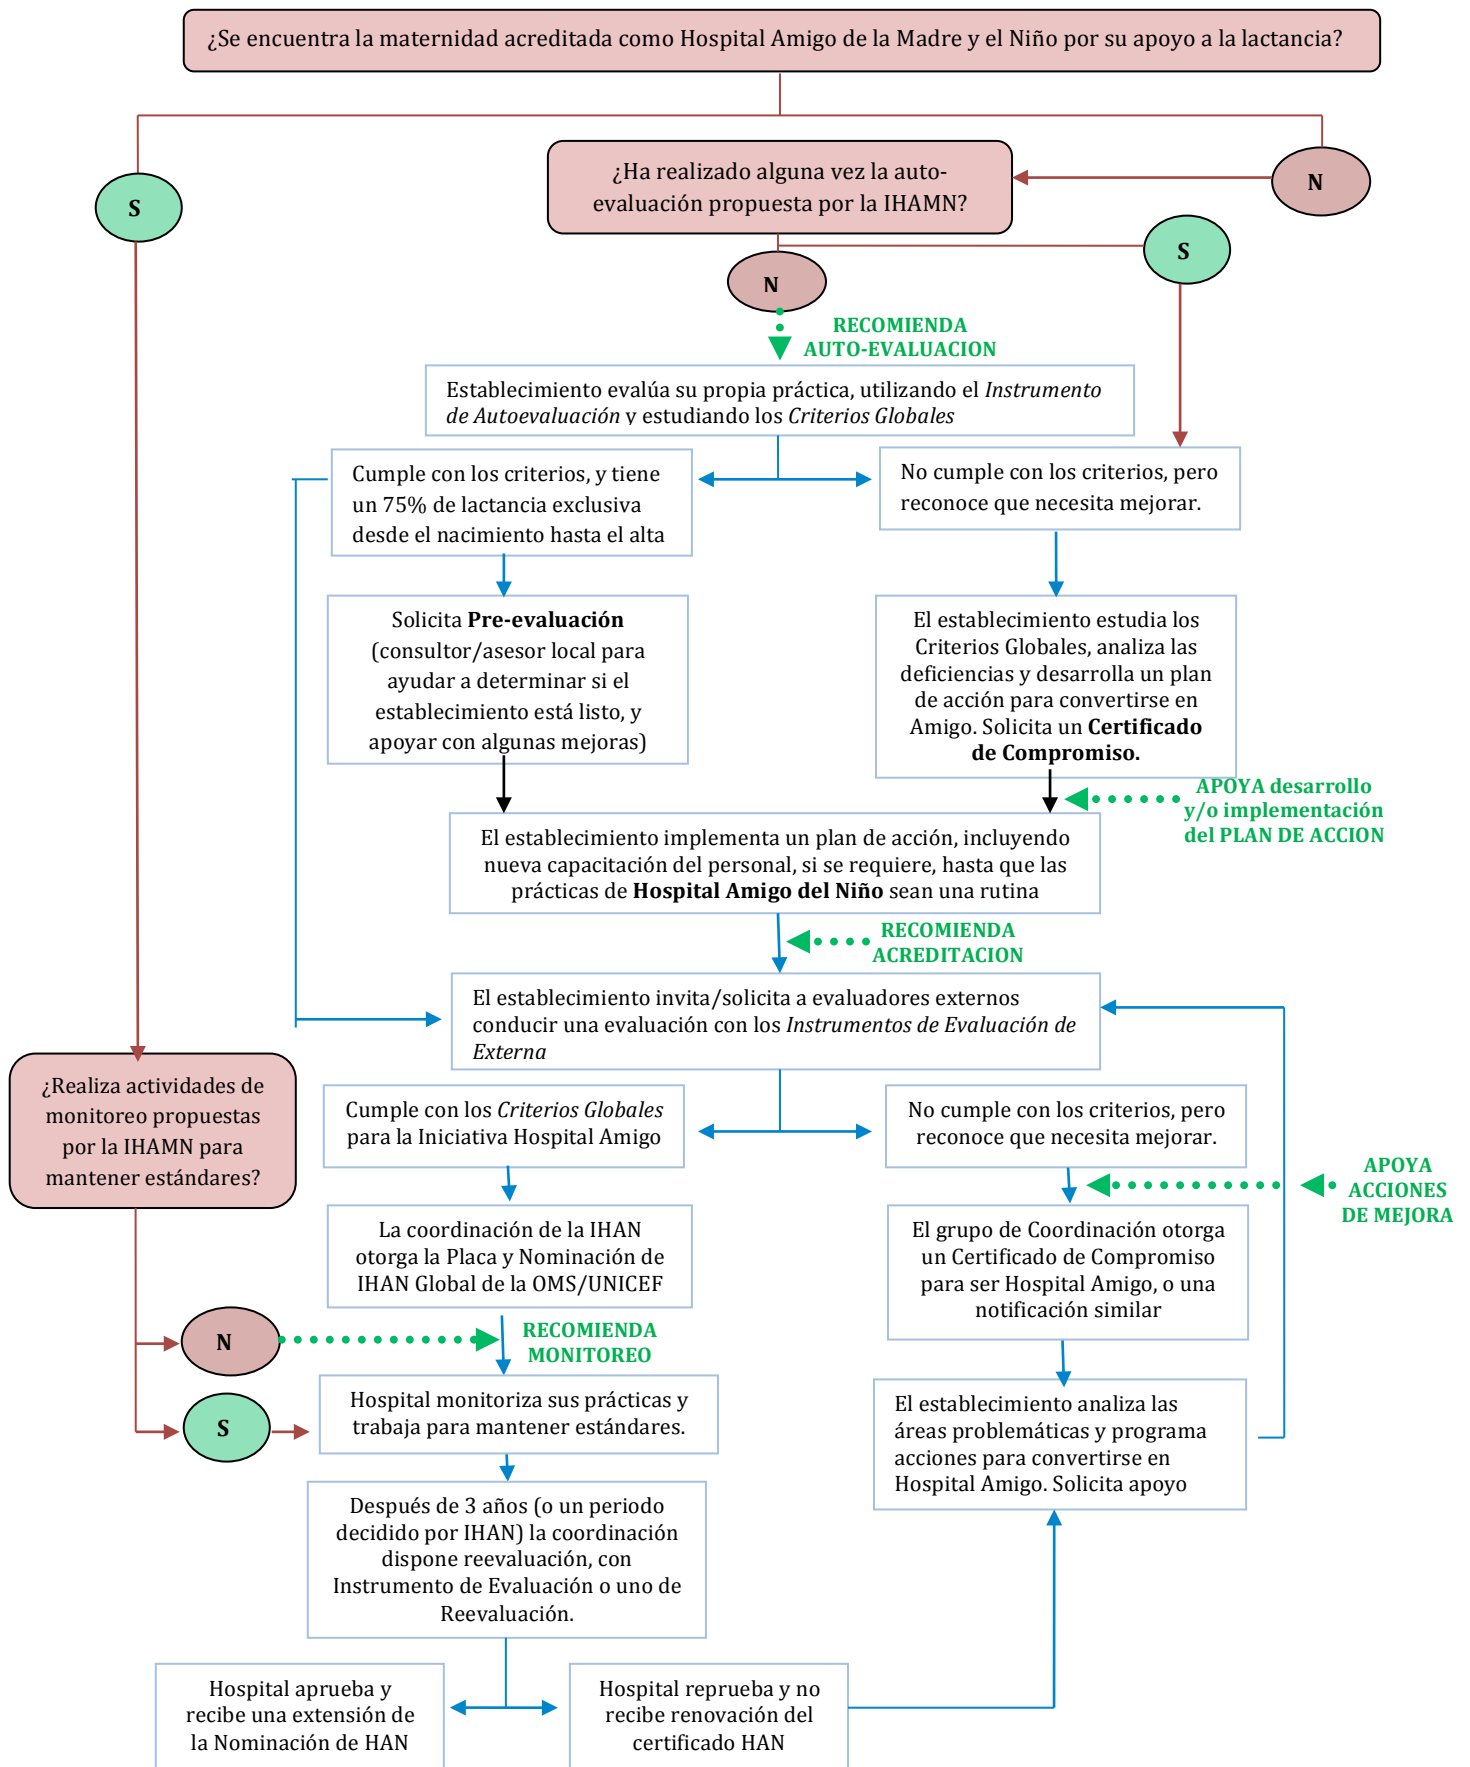 ¿Se encuentra la maternidad acreditada como Hospital Amigo de la Madre y el Niño por su apoyo a la lactancia?
¿Ha realizado alguna vez la auto-
evaluación propuesta por la IHAMN?
N
S
S
N
RECOMIENDA
AUTO-EVALUACION
Establecimiento evalúa su propia práctica, utilizando el Instrumento
de Autoevaluación y estudiando los Criterios Globales
Cumple con los criterios, y tiene
un 75% de lactancia exclusiva
desde el nacimiento hasta el alta
No cumple con los criterios, pero
reconoce que necesita mejorar.
Solicita Pre-evaluación
(consultor/asesor local para
ayudar a determinar si el
establecimiento está listo, y
apoyar con algunas mejoras)
El establecimiento estudia los
Criterios Globales, analiza las
deficiencias y desarrolla un plan
de acción para convertirse en
Amigo. Solicita un Certificado
de Compromiso.
APOYA desarrollo
y/o implementación
del PLAN DE ACCION
El establecimiento implementa un plan de acción, incluyendo
nueva capacitación del personal, si se requiere, hasta que las
prácticas de Hospital Amigo del Niño sean una rutina
RECOMIENDA
ACREDITACION
El establecimiento invita/solicita a evaluadores externos
conducir una evaluación con los Instrumentos de Evaluación de
Externa
¿Realiza actividades de
monitoreo propuestas
por la IHAMN para
mantener estándares?
Cumple con los Criterios Globales
para la Iniciativa Hospital Amigo
No cumple con los criterios, pero
reconoce que necesita mejorar.
APOYA
ACCIONES
DE MEJORA
La coordinación de la IHAN
otorga la Placa y Nominación de
IHAN Global de la OMS/UNICEF
El grupo de Coordinación otorga
un Certificado de Compromiso
para ser Hospital Amigo, o una
notificación similar
N
RECOMIENDA
MONITOREO
S
Hospital monitoriza sus prácticas y
trabaja para mantener estándares.
El establecimiento analiza las
áreas problemáticas y programa
acciones para convertirse en
Hospital Amigo. Solicita apoyo
Después de 3 años (o un periodo
decidido por IHAN) la coordinación
dispone reevaluación, con
Instrumento de Evaluación o uno de
Reevaluación.
Hospital aprueba y
recibe una extensión de
la Nominación de HAN
Hospital reprueba y no
recibe renovación del
certificado HAN